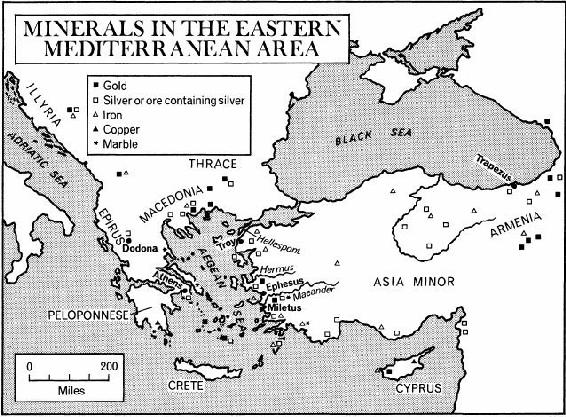 MINERALS IN THE EASTERN
MEDITERRANEAN AREA
Gold
Silver or ore containing silver
Iron
Copper
Marble
ILLYRIA
ADRIATIC SEA
BLACK SEA
THRACE
Trapezus
MACEDONIA
ARMENIA
EPIRUS
Dodona
Troy
Hellespont
AEGEAN
SEA
Hermus
ASIA MINOR
Athens
Ephesus
Maeander
Miletus
PELOPONNESE
0 200
Miles
CRETE
CYPRUS